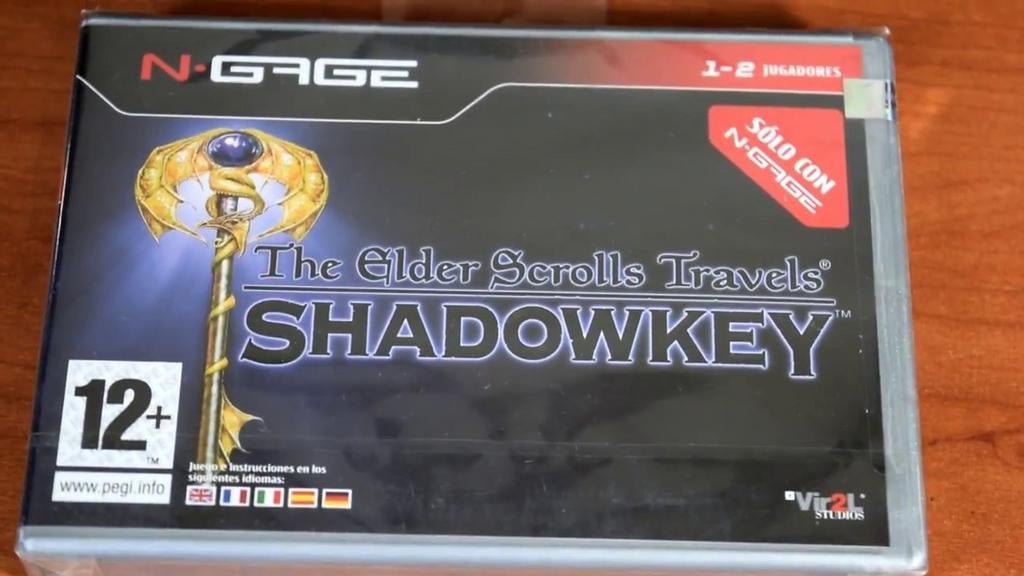 N·GAGE
1-2 JUGADORES
SÓLO CON
N·GAGE
The Elder Scrolls Travels®
SHADOWKEY™
12+™
www.pegi.info
Juego e Instrucciones en los
siguientes idiomas:
Vir2L
STUDIOS